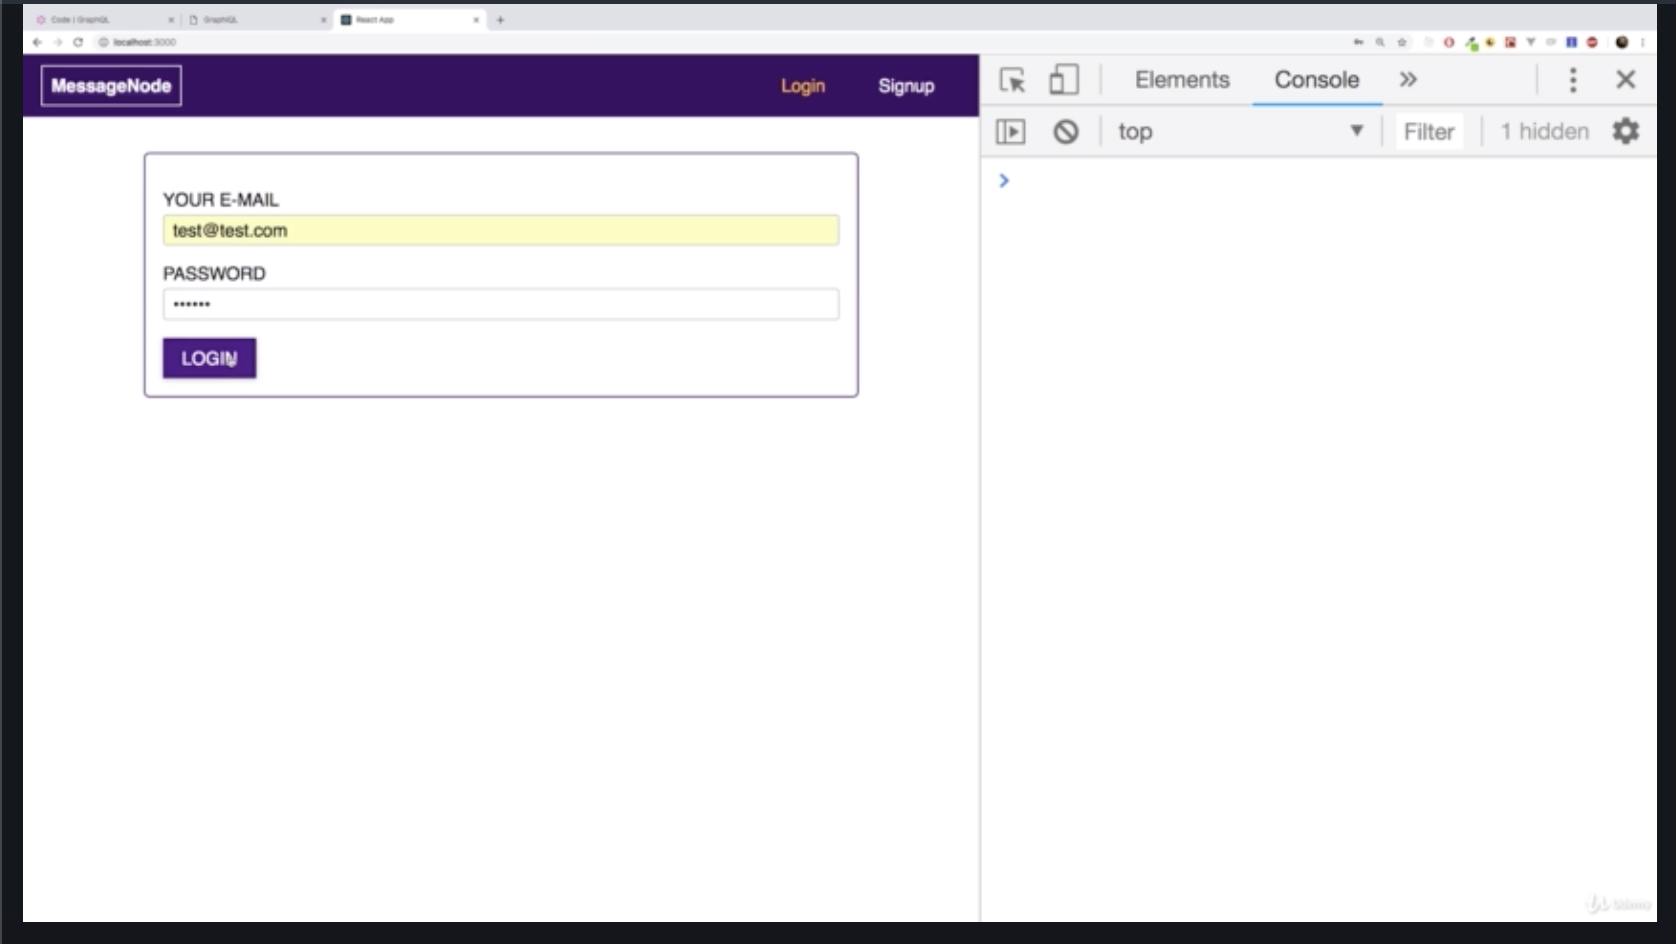 Code | GraphQL
GraphiQL
React App
localhost:3000
MessageNode
Login
Signup
Elements
Console
top
Filter
1 hidden
YOUR E-MAIL
test@test.com
PASSWORD
LOGIN
Udemy